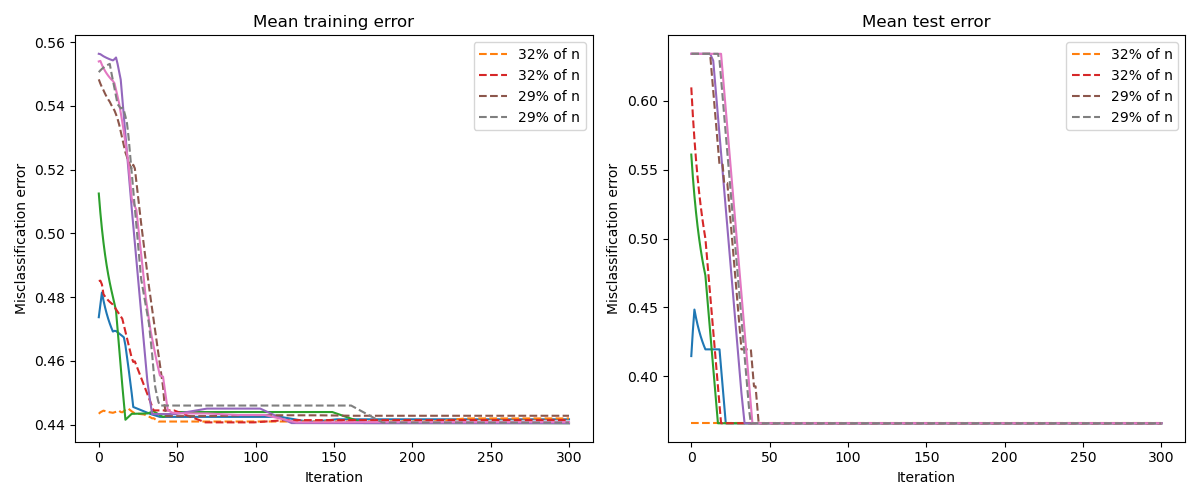 Mean training error
Misclassification error
0.56
0.54
0.52
0.50
0.48
0.46
0.44
32% of n
32% of n
29% of n
29% of n
0 50 100 150 200 250 300
Iteration
Mean test error
Misclassification error
0.60
0.55
0.50
0.45
0.40
32% of n
32% of n
29% of n
29% of n
0 50 100 150 200 250 300
Iteration